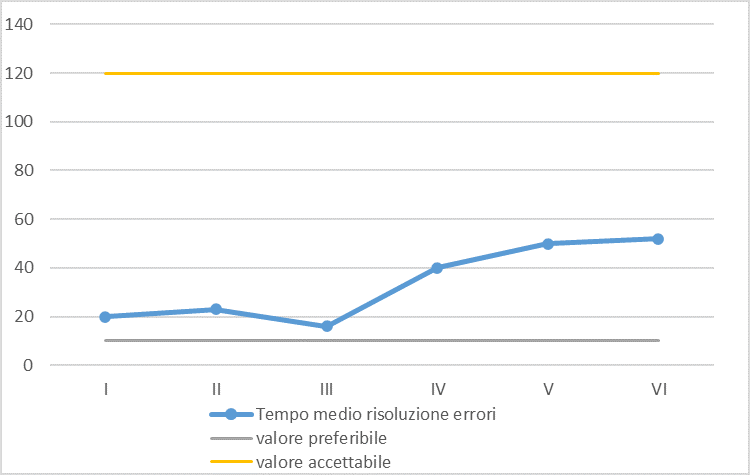 140
120
100
80
60
40
20
0
I II III IV V VI
Tempo medio risoluzione errori
valore preferibile
valore accettabile